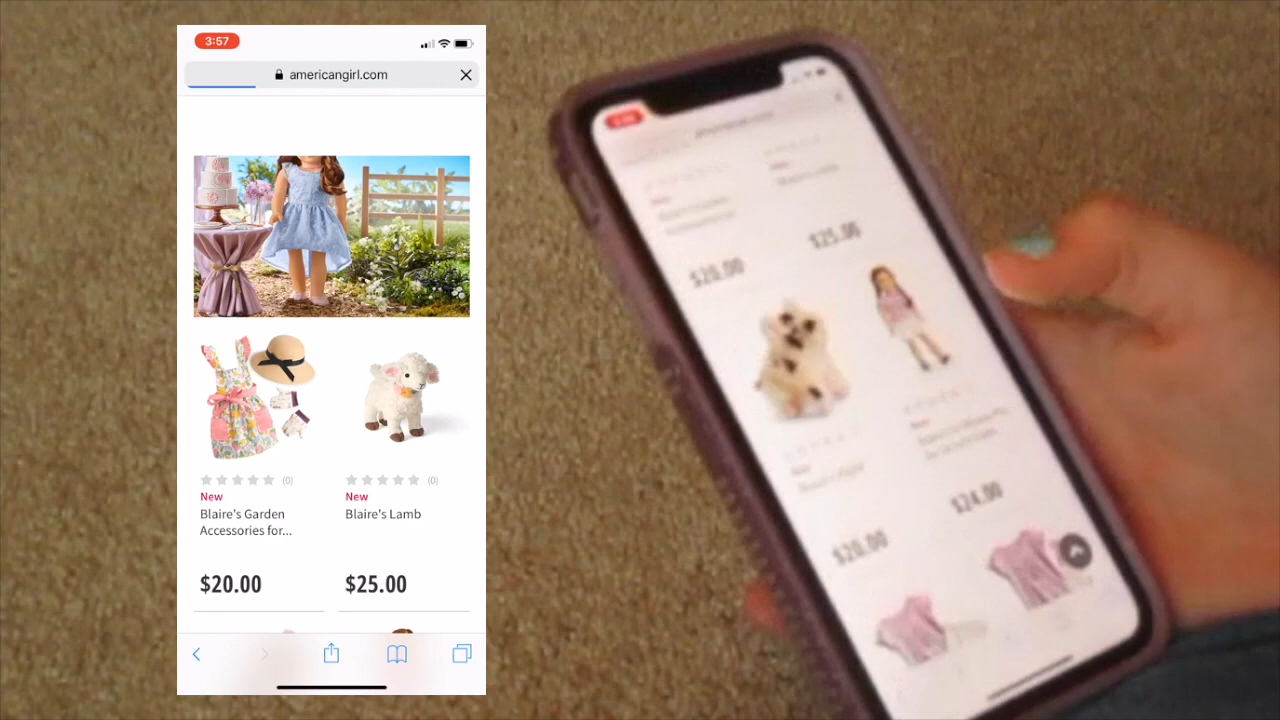 3:57
americangirl.com
(0)
(0)
New
New
Blaire's Garden
Accessories for...
Blaire's Lamb
$20.00
$25.00
$25.00
$20.00
$24.00
$20.00